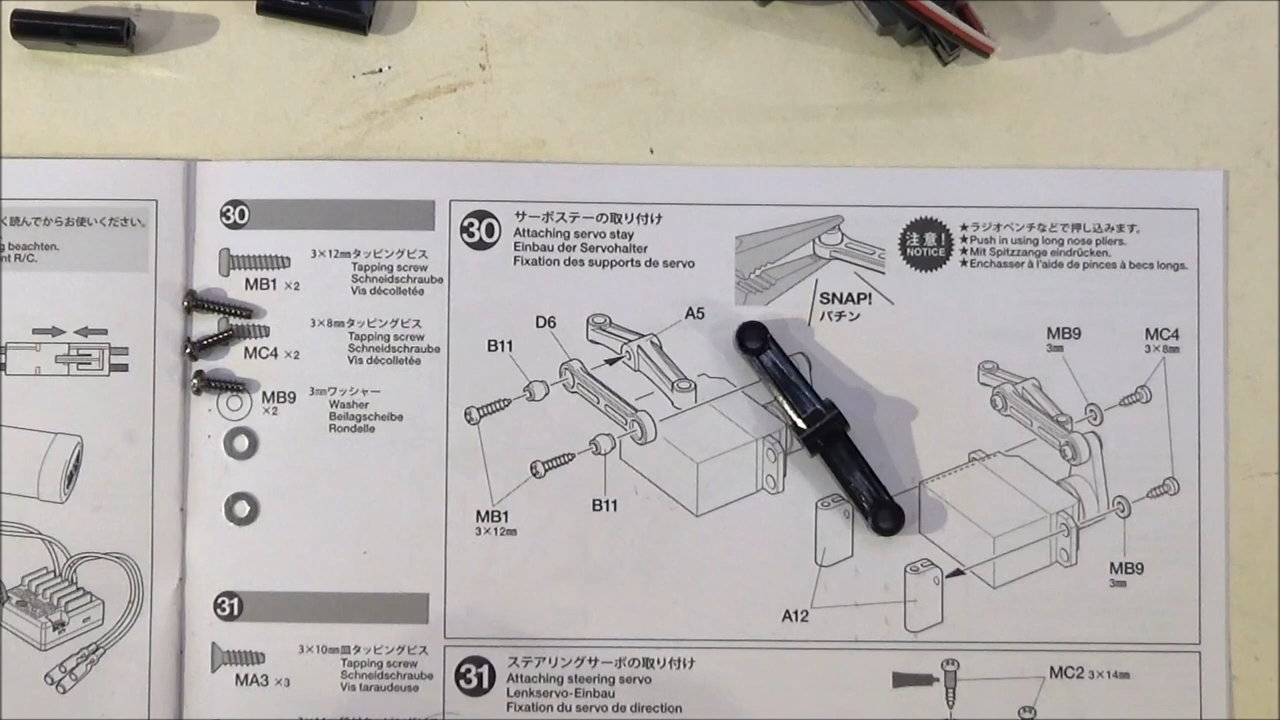 く読んでからお使いください。
g beachten.
nt R/C.
30
3×12㎜タッピングビス
Tapping screw
Schneidschraube
Vis décolletée
MB1 ×2
3×8㎜タッピングビス
Tapping screw
Schneidschraube
Vis décolletée
MC4 ×2
3㎜ワッシャー
Washer
Beilagscheibe
Rondelle
MB9
×2
31
3×10㎜皿タッピングビス
Tapping screw
Schneidschraube
Vis taraudeuse
MA3 ×3
30
サーボステーの取り付け
Attaching servo stay
Einbau der Servohalter
Fixation des supports de servo
注意!
NOTICE
★ラジオペンチなどで押し込みます。
★Push in using long nose pliers.
★Mit Spitzzange eindrücken.
★Enchasser à l'aide de pinces à becs longs.
SNAP!
パチン
A5
D6
B11
MB1
3×12㎜
B11
MB9
3㎜
MC4
3×8㎜
MB9
3㎜
A12
31
ステアリングサーボの取り付け
Attaching steering servo
Lenkservo-Einbau
Fixation du servo de direction
MC2 3×14㎜